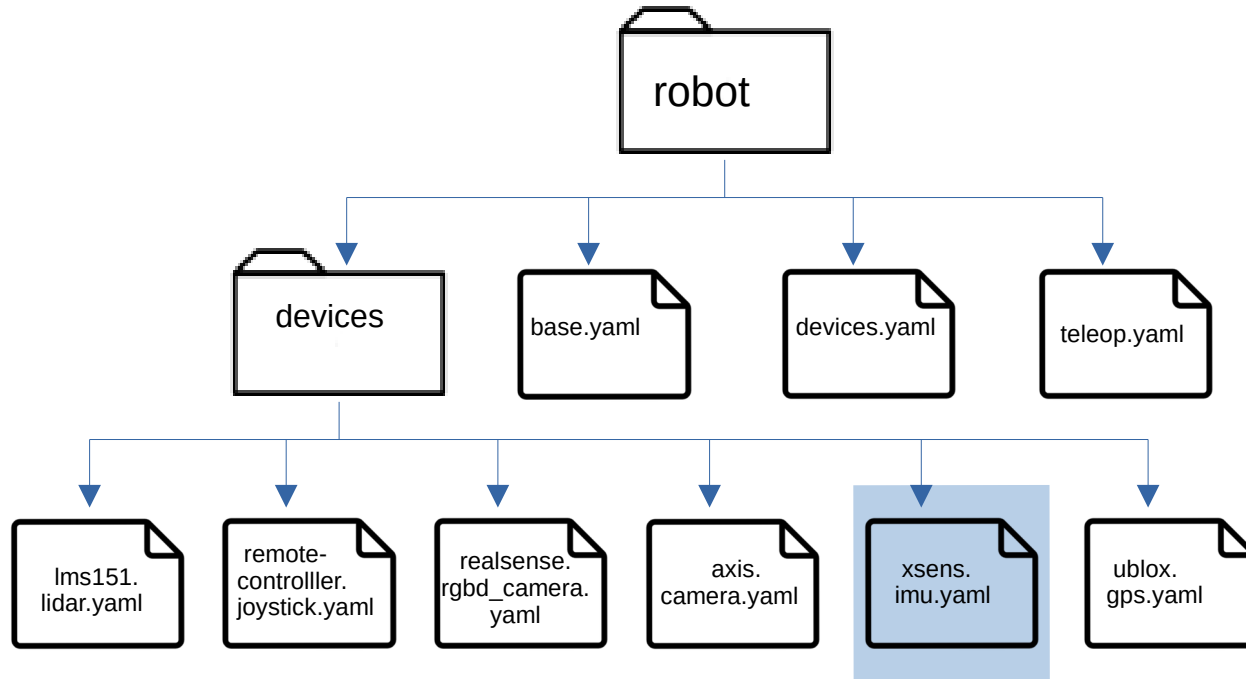 robot
devices
base.yaml
devices.yaml
teleop.yaml
lms151.
lidar.yaml
remote-
controlller.
joystick.yaml
realsense.
rgbd_camera.
yaml
axis.
camera.yaml
xsens.
imu.yaml
ublox.
gps.yaml